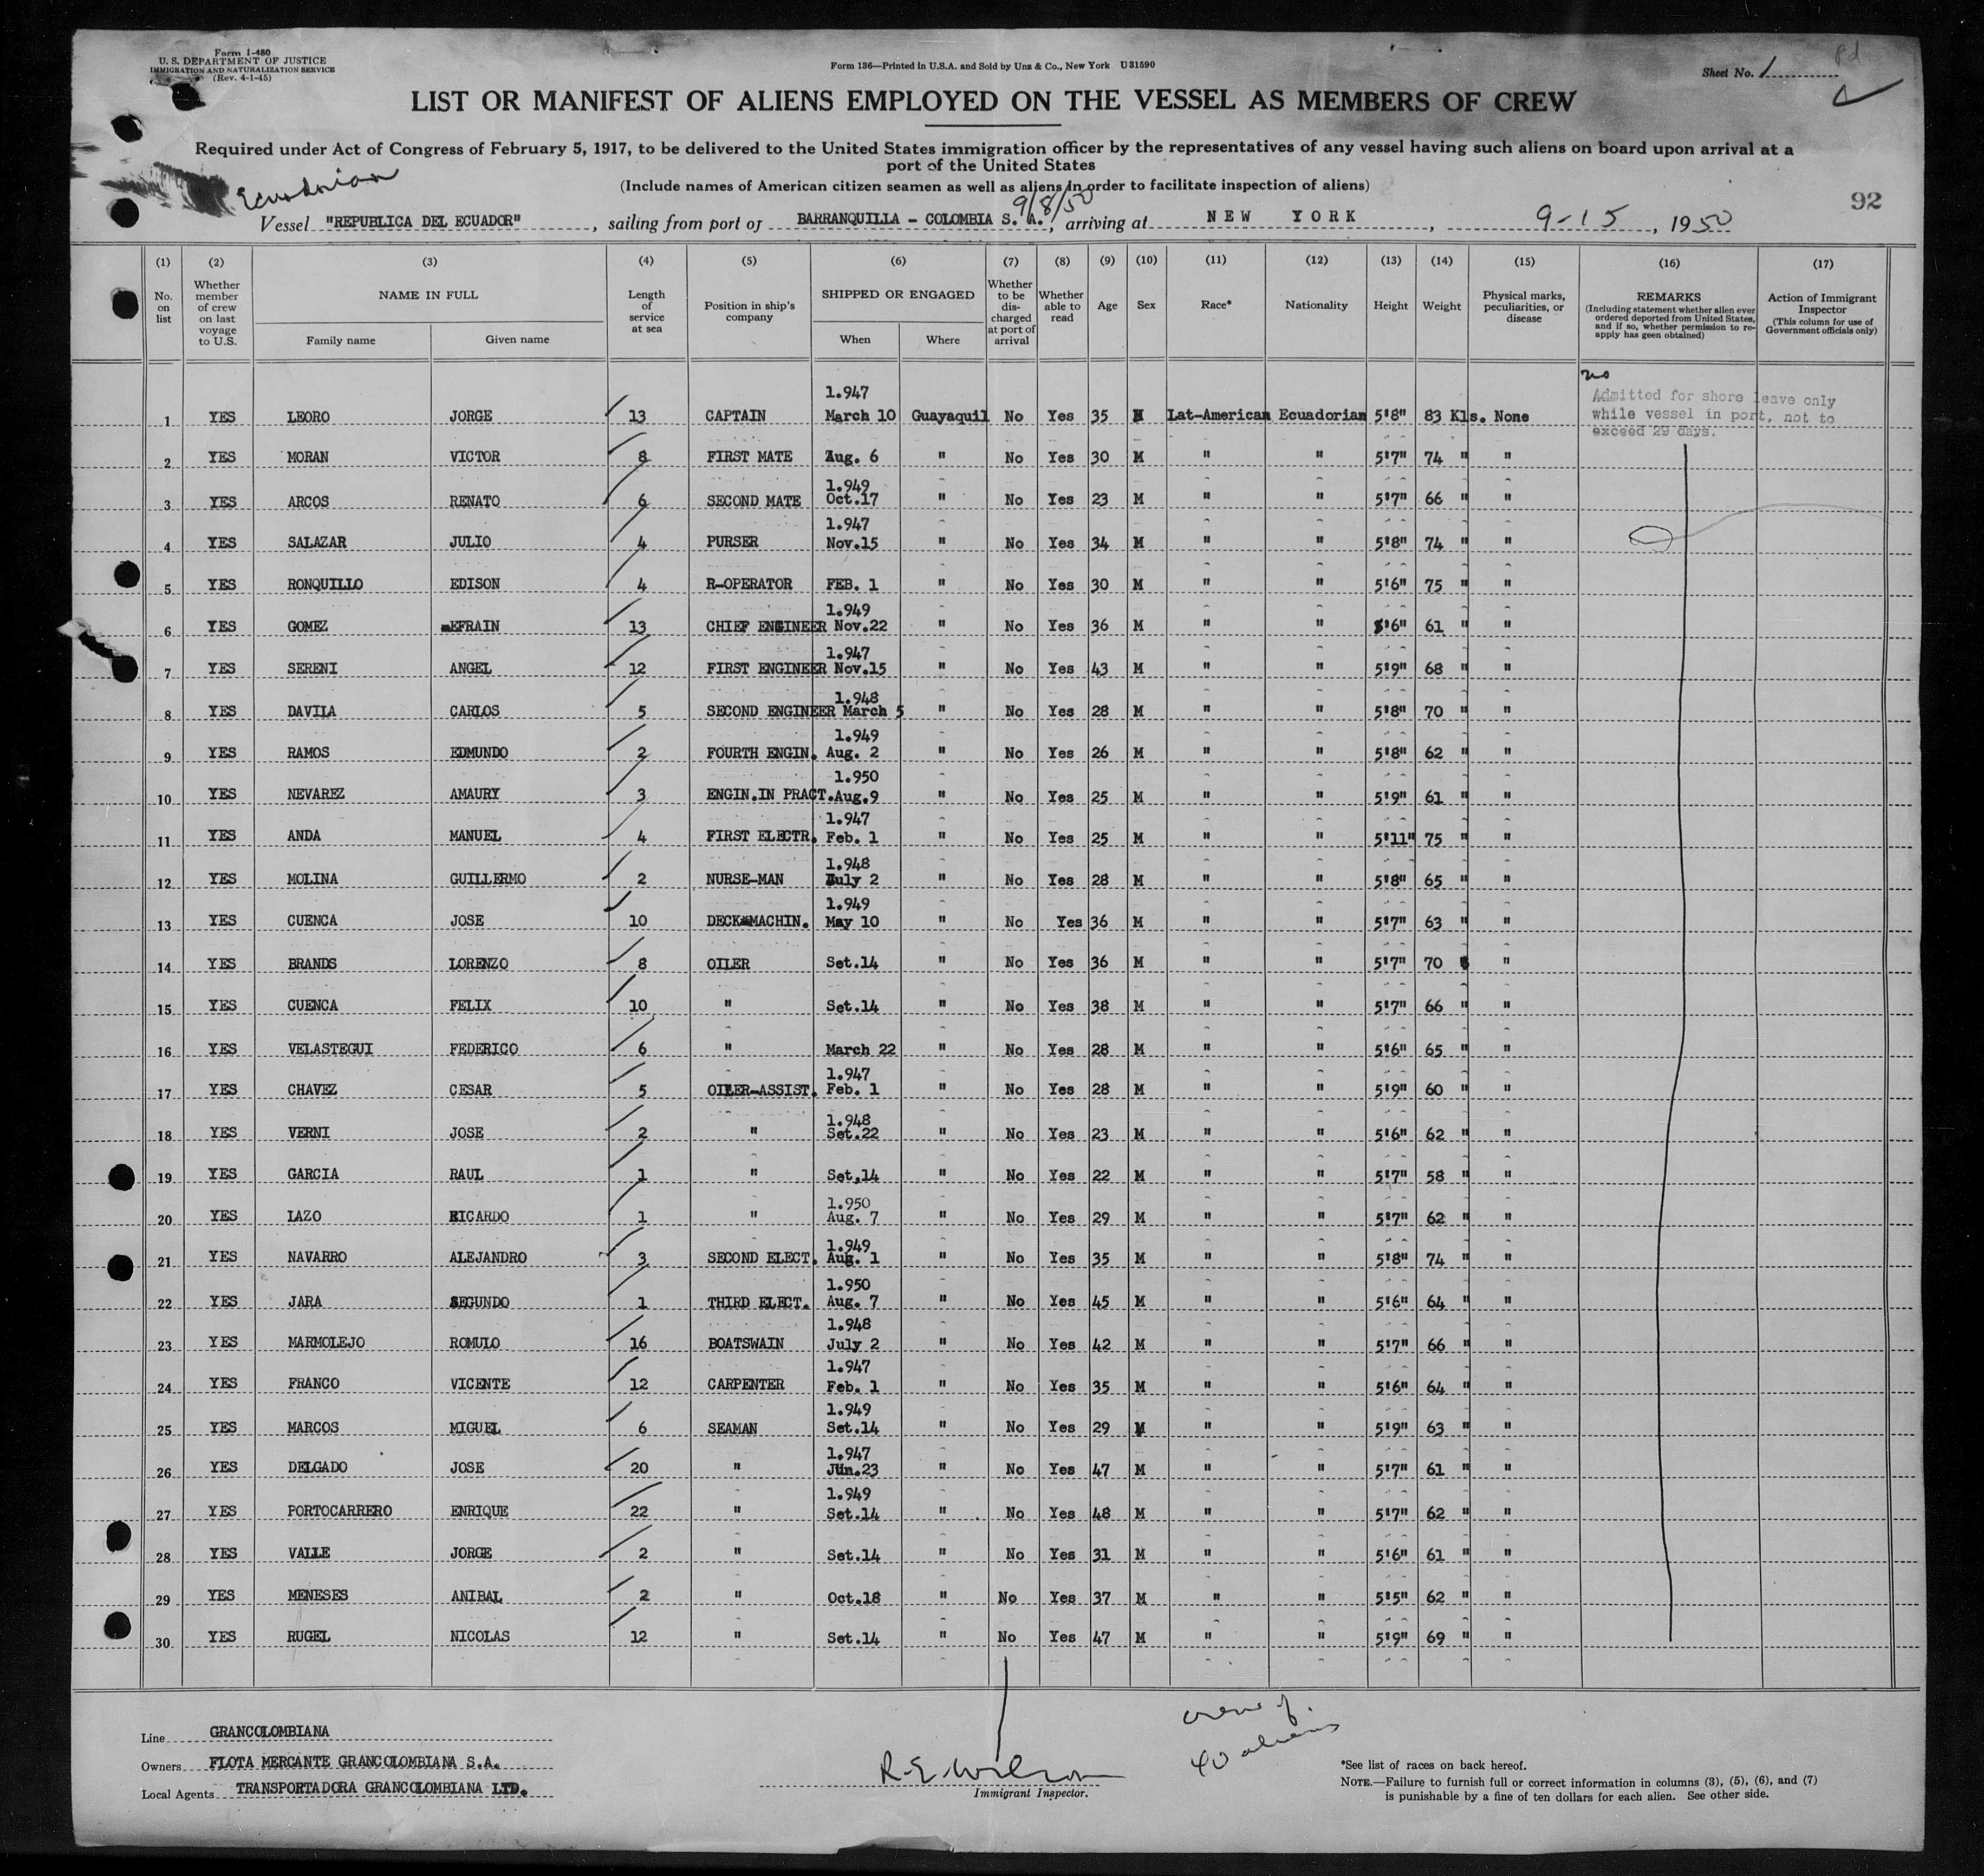 Form I-480
U. S. DEPARTMENT OF JUSTICE
IMMIGRATION AND NATURALIZATION SERVICE
(Rev. 4-1-45)
Form 136—Printed in U.S.A. and Sold by Unz & Co., New York U31590
Sheet No. 1
LIST OR MANIFEST OF ALIENS EMPLOYED ON THE VESSEL AS MEMBERS OF CREW
Required under Act of Congress of February 5, 1917, to be delivered to the United States immigration officer by the representatives of any vessel having such aliens on board upon arrival at a
port of the United States
(Include names of American citizen seamen as well as aliens in order to facilitate inspection of aliens)
Ecuadorian
9/8/50
92
Vessel "REPUBLICA DEL ECUADOR", sailing from port of BARRANQUILLA - COLOMBIA S. A., arriving at NEW YORK, 9-15, 1950
(1) (2) (3) (4) (5) (6) (7) (8) (9) (10) (11) (12) (13) (14) (15) (16) (17)
No. on list
Whether member of crew on last voyage to U.S.
NAME IN FULL
Family name Given name
Length of service at sea
Position in ship's company
SHIPPED OR ENGAGED
When Where
Whether to be discharged at port of arrival
Whether able to read
Age
Sex
Race*
Nationality
Height
Weight
Physical marks, peculiarities, or disease
REMARKS
(Including statement whether alien ever ordered deported from United States, and if so, whether permission to re-apply has geen obtained)
Action of Immigrant Inspector
(This column for use of Government officials only)
no
Admitted for shore leave only
while vessel in port, not to
exceed 29 days.
1.947
1 YES LEORO JORGE 13 CAPTAIN March 10 Guayaquil No Yes 35 M Lat-American Ecuadorian 5'8" 83 Kls. None
2 YES MORAN VICTOR 8 FIRST MATE Aug. 6 " No Yes 30 M " " 5'7" 74 " "
1.949
3 YES ARCOS RENATO 6 SECOND MATE Oct.17 " No Yes 23 M " " 5'7" 66 " "
1.947
4 YES SALAZAR JULIO 4 PURSER Nov.15 " No Yes 34 M " " 5'8" 74 " "
5 YES RONQUILLO EDISON 4 R-OPERATOR FEB. 1 " No Yes 30 M " " 5'6" 75 " "
1.949
6 YES GOMEZ EFRAIN 13 CHIEF ENGINEER Nov.22 " No Yes 36 M " " 5'6" 61 " "
1.947
7 YES SERENI ANGEL 12 FIRST ENGINEER Nov.15 " No Yes 43 M " " 5'9" 68 " "
1.948
8 YES DAVILA CARLOS 5 SECOND ENGINEER March 5 " No Yes 28 M " " 5'8" 70 " "
1.949
9 YES RAMOS EDMUNDO 2 FOURTH ENGIN. Aug. 2 " No Yes 26 M " " 5'8" 62 " "
1.950
10 YES NEVAREZ AMAURY 3 ENGIN.IN PRACT. Aug.9 " No Yes 25 M " " 5'9" 61 " "
1.947
11 YES ANDA MANUEL 4 FIRST ELECTR. Feb. 1 " No Yes 25 M " " 5'11" 75 " "
1.948
12 YES MOLINA GUILLERMO 2 NURSE-MAN July 2 " No Yes 28 M " " 5'8" 65 " "
1.949
13 YES CUENCA JOSE 10 DECK MACHIN. May 10 " No Yes 36 M " " 5'7" 63 " "
14 YES BRANDS LORENZO 8 OILER Set.14 " No Yes 36 M " " 5'7" 70 "
15 YES CUENCA FELIX 10 " Set.14 " No Yes 38 M " " 5'7" 66 " "
16 YES VELASTEGUI FEDERICO 6 " March 22 " No Yes 28 M " " 5'6" 65 " "
1.947
17 YES CHAVEZ CESAR 5 OILER-ASSIST. Feb. 1 " No Yes 28 M " " 5'9" 60 " "
1.948
18 YES VERNI JOSE 2 " Set.22 " No Yes 23 M " " 5'6" 62 " "
19 YES GARCIA RAUL 1 " Set,14 " No Yes 22 M " " 5'7" 58 " "
1.950
20 YES LAZO RICARDO 1 " Aug. 7 " No Yes 29 M " " 5'7" 62 " "
1.949
21 YES NAVARRO ALEJANDRO 3 SECOND ELECT. Aug. 1 " No Yes 35 M " " 5'8" 74 " "
1.950
22 YES JARA SEGUNDO 1 THIRD ELECT. Aug. 7 " No Yes 45 M " " 5'6" 64 " "
1.948
23 YES MARMOLEJO ROMULO 16 BOATSWAIN July 2 " No Yes 42 M " " 5'7" 66 " "
1.947
24 YES FRANCO VICENTE 12 CARPENTER Feb. 1 " No Yes 35 M " " 5'6" 64 " "
1.949
25 YES MARCOS MIGUEL 6 SEAMAN Set.14 " No Yes 29 M " " 5'9" 63 " "
1.947
26 YES DELGADO JOSE 20 " Jun.23 " No Yes 47 M " " 5'7" 61 " "
1.949
27 YES PORTOCARRERO ENRIQUE 22 " Set.14 " No Yes 48 M " " 5'7" 62 " "
28 YES VALLE JORGE 2 " Set.14 " No Yes 31 M " " 5'6" 61 " "
29 YES MENESES ANIBAL 2 " Oct.18 " No Yes 37 M " " 5'5" 62 " "
30 YES RUGEL NICOLAS 12 " Set.14 " No Yes 47 M " " 5'9" 69 " "
Line GRANCOLOMBIANA
Owners FLOTA MERCANTE GRANCOLOMBIANA S.A.
Local Agents TRANSPORTADORA GRANCOLOMBIANA LTD.
R.E. Wilson
Immigrant Inspector.
crew of
40 aliens
*See list of races on back hereof.
NOTE.—Failure to furnish full or correct information in columns (3), (5), (6), and (7)
is punishable by a fine of ten dollars for each alien. See other side.